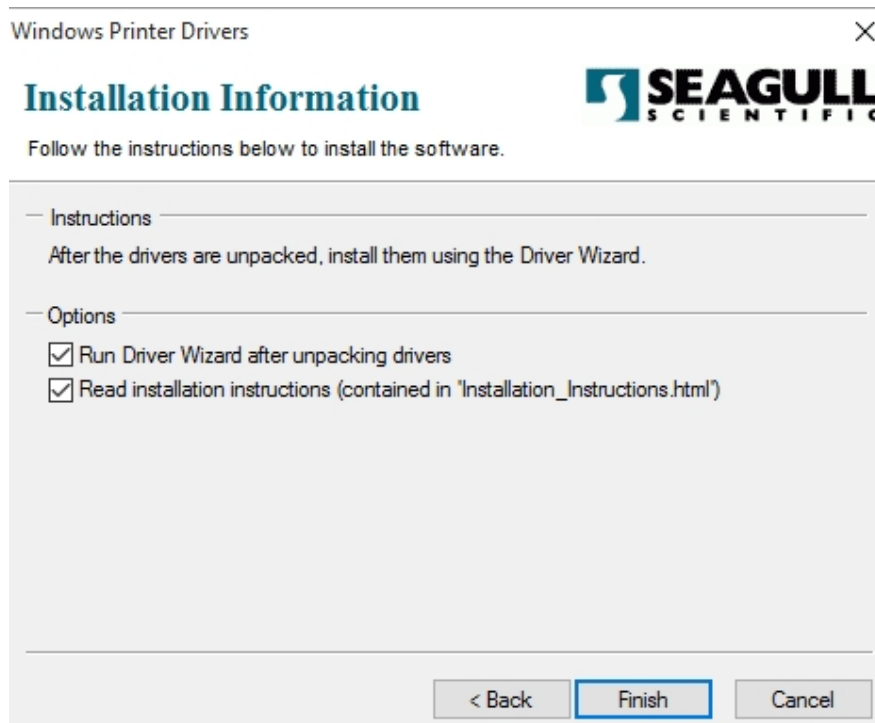 Windows Printer Drivers
Installation Information
SEAGULL
SCIENTIFIC
Follow the instructions below to install the software.
Instructions
After the drivers are unpacked, install them using the Driver Wizard.
Options
Run Driver Wizard after unpacking drivers
Read installation instructions (contained in 'Installation_Instructions.html')
< Back Finish Cancel